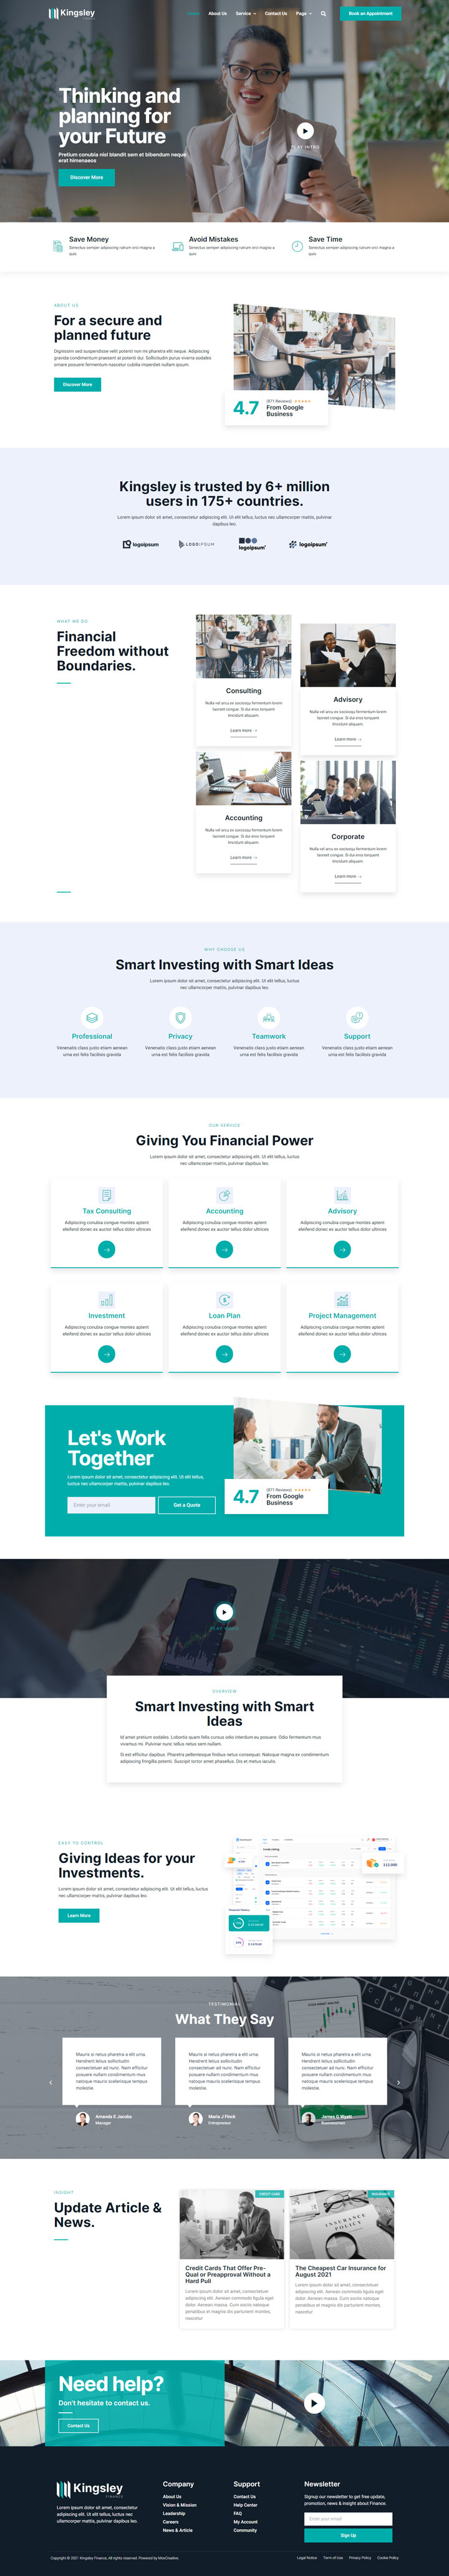 Kingsley
FINANCE
Home
About Us
Service
Contact Us
Page
Book an Appointment
Thinking and
planning for
your Future
Pretium conubia nisl blandit sem et bibendum neque
erat himenaeos
Discover More
PLAY INTRO
Save Money
Senectus semper adipiscing rutrum orci magna a
quis
Avoid Mistakes
Senectus semper adipiscing rutrum orci magna a
quis
Save Time
Senectus semper adipiscing rutrum orci magna a
quis
ABOUT US
For a secure and
planned future
Dignissim sed suspendisse velit potenti non mi pharetra elit neque. Adipiscing
gravida condimentum praesent at potenti dui. Sollicitudin purus viverra sodales
ornare posuere fermentum nascetur cubilia imperdiet nullam ipsum.
Discover More
4.7
(871 Reviews)
From Google
Business
Kingsley is trusted by 6+ million
users in 175+ countries.
Lorem ipsum dolor sit amet, consectetur adipiscing elit. Ut elit tellus, luctus nec ullamcorper mattis, pulvinar
dapibus leo.
logoipsum
LOGOIPSUM
logoipsum
logoipsum
WHAT WE DO
Financial
Freedom without
Boundaries.
Consulting
Nulla vel arcu ex sociosqu fermentum lorem
laoreet congue. Si dui eros torquent
tincidunt aliquam.
Learn more →
Advisory
Nulla vel arcu ex sociosqu fermentum lorem
laoreet congue. Si dui eros torquent
tincidunt aliquam.
Learn more →
Accounting
Nulla vel arcu ex sociosqu fermentum lorem
laoreet congue. Si dui eros torquent
tincidunt aliquam.
Learn more →
Corporate
Nulla vel arcu ex sociosqu fermentum lorem
laoreet congue. Si dui eros torquent
tincidunt aliquam.
Learn more →
WHY CHOOSE US
Smart Investing with Smart Ideas
Lorem ipsum dolor sit amet, consectetur adipiscing elit. Ut elit tellus, luctus
nec ullamcorper mattis, pulvinar dapibus leo.
Professional
Venenatis class justo etiam aenean
urna est felis facilisis gravida
Privacy
Venenatis class justo etiam aenean
urna est felis facilisis gravida
Teamwork
Venenatis class justo etiam aenean
urna est felis facilisis gravida
Support
Venenatis class justo etiam aenean
urna est felis facilisis gravida
OUR SERVICE
Giving You Financial Power
Lorem ipsum dolor sit amet, consectetur adipiscing elit. Ut elit tellus, luctus
nec ullamcorper mattis, pulvinar dapibus leo.
Tax Consulting
Adipiscing conubia congue montes aptent
eleifend donec ex auctor tellus dolor ultrices
Accounting
Adipiscing conubia congue montes aptent
eleifend donec ex auctor tellus dolor ultrices
Advisory
Adipiscing conubia congue montes aptent
eleifend donec ex auctor tellus dolor ultrices
Investment
Adipiscing conubia congue montes aptent
eleifend donec ex auctor tellus dolor ultrices
Loan Plan
Adipiscing conubia congue montes aptent
eleifend donec ex auctor tellus dolor ultrices
Project Management
Adipiscing conubia congue montes aptent
eleifend donec ex auctor tellus dolor ultrices
Let's Work
Together
Lorem ipsum dolor sit amet, consectetur adipiscing elit. Ut elit tellus,
luctus nec ullamcorper mattis, pulvinar dapibus leo.
Enter your email
Get a Quote
4.7
(871 Reviews)
From Google
Business
PLAY VIDEO
OVERVIEW
Smart Investing with Smart
Ideas
Id amet pretium sodales. Lobortis quam felis cursus odio interdum eu posuere. Odio fermentum mus
vivamus mi. Pulvinar nunc tellus netus sem nullam.
Si est efficitur dapibus. Pharetra pellentesque finibus netus consequat. Natoque magna ex condimentum
adipiscing fringilla potenti. Suscipit tortor amet phasellus. Dis et metus iaculis.
EASY TO CONTROL
Giving Ideas for your
Investments.
Lorem ipsum dolor sit amet, consectetur adipiscing elit. Ut elit tellus, luctus
nec ullamcorper mattis, pulvinar dapibus leo.
Learn More
TESTIMONIAL
What They Say
Mauris si netus pharetra a elit urna.
Hendrerit letius sollicitudin
consectetuer ad nunc. Nam efficitur
posuere nullam condimentum mus
natoque mauris scelerisque tempus
molestie.
Amanda E Jacobs
Manager
Mauris si netus pharetra a elit urna.
Hendrerit letius sollicitudin
consectetuer ad nunc. Nam efficitur
posuere nullam condimentum mus
natoque mauris scelerisque tempus
molestie.
Maria J Finck
Entrepreneur
Mauris si netus pharetra a elit urna.
Hendrerit letius sollicitudin
consectetuer ad nunc. Nam efficitur
posuere nullam condimentum mus
natoque mauris scelerisque tempus
molestie.
James G Wyatt
Businessman
INSIGHT
Update Article &
News.
CREDIT CARD
Credit Cards That Offer Pre-
Qual or Preapproval Without a
Hard Pull
Lorem ipsum dolor sit amet, consectetuer
adipiscing elit. Aenean commodo ligula eget
dolor. Aenean massa. Cum sociis natoque
penatibus et magnis dis parturient montes,
nascetur
INSURANCE
INSURANCE
POLICY
The Cheapest Car Insurance for
August 2021
Lorem ipsum dolor sit amet, consectetuer
adipiscing elit. Aenean commodo ligula eget
dolor. Aenean massa. Cum sociis natoque
penatibus et magnis dis parturient montes,
nascetur
Need help?
Don't hesitate to contact us.
Contact Us
Kingsley
FINANCE
Lorem ipsum dolor sit amet, consectetur
adipiscing elit. Ut elit tellus, luctus nec
ullamcorper mattis, pulvinar dapibus leo.
Company
About Us
Vision & Mission
Leadership
Careers
News & Article
Support
Contact Us
Help Center
FAQ
My Account
Community
Newsletter
Signup our newsletter to get free update,
promotion, news & insight about Finance.
Enter your email
Sign Up
Copyright © 2021 Kingsley Finance, All rights reserved. Powered by MoxCreative.
Legal Notice
Term of Use
Privacy Policy
Cookie Policy